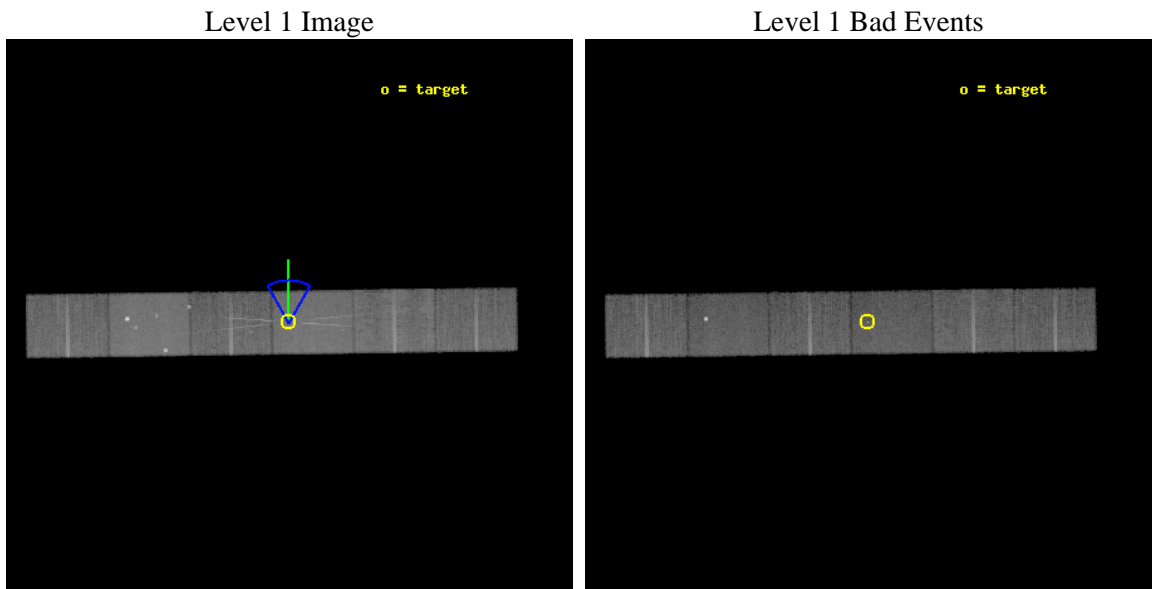 Level 1 Image
Level 1 Bad Events
o = target
o = target